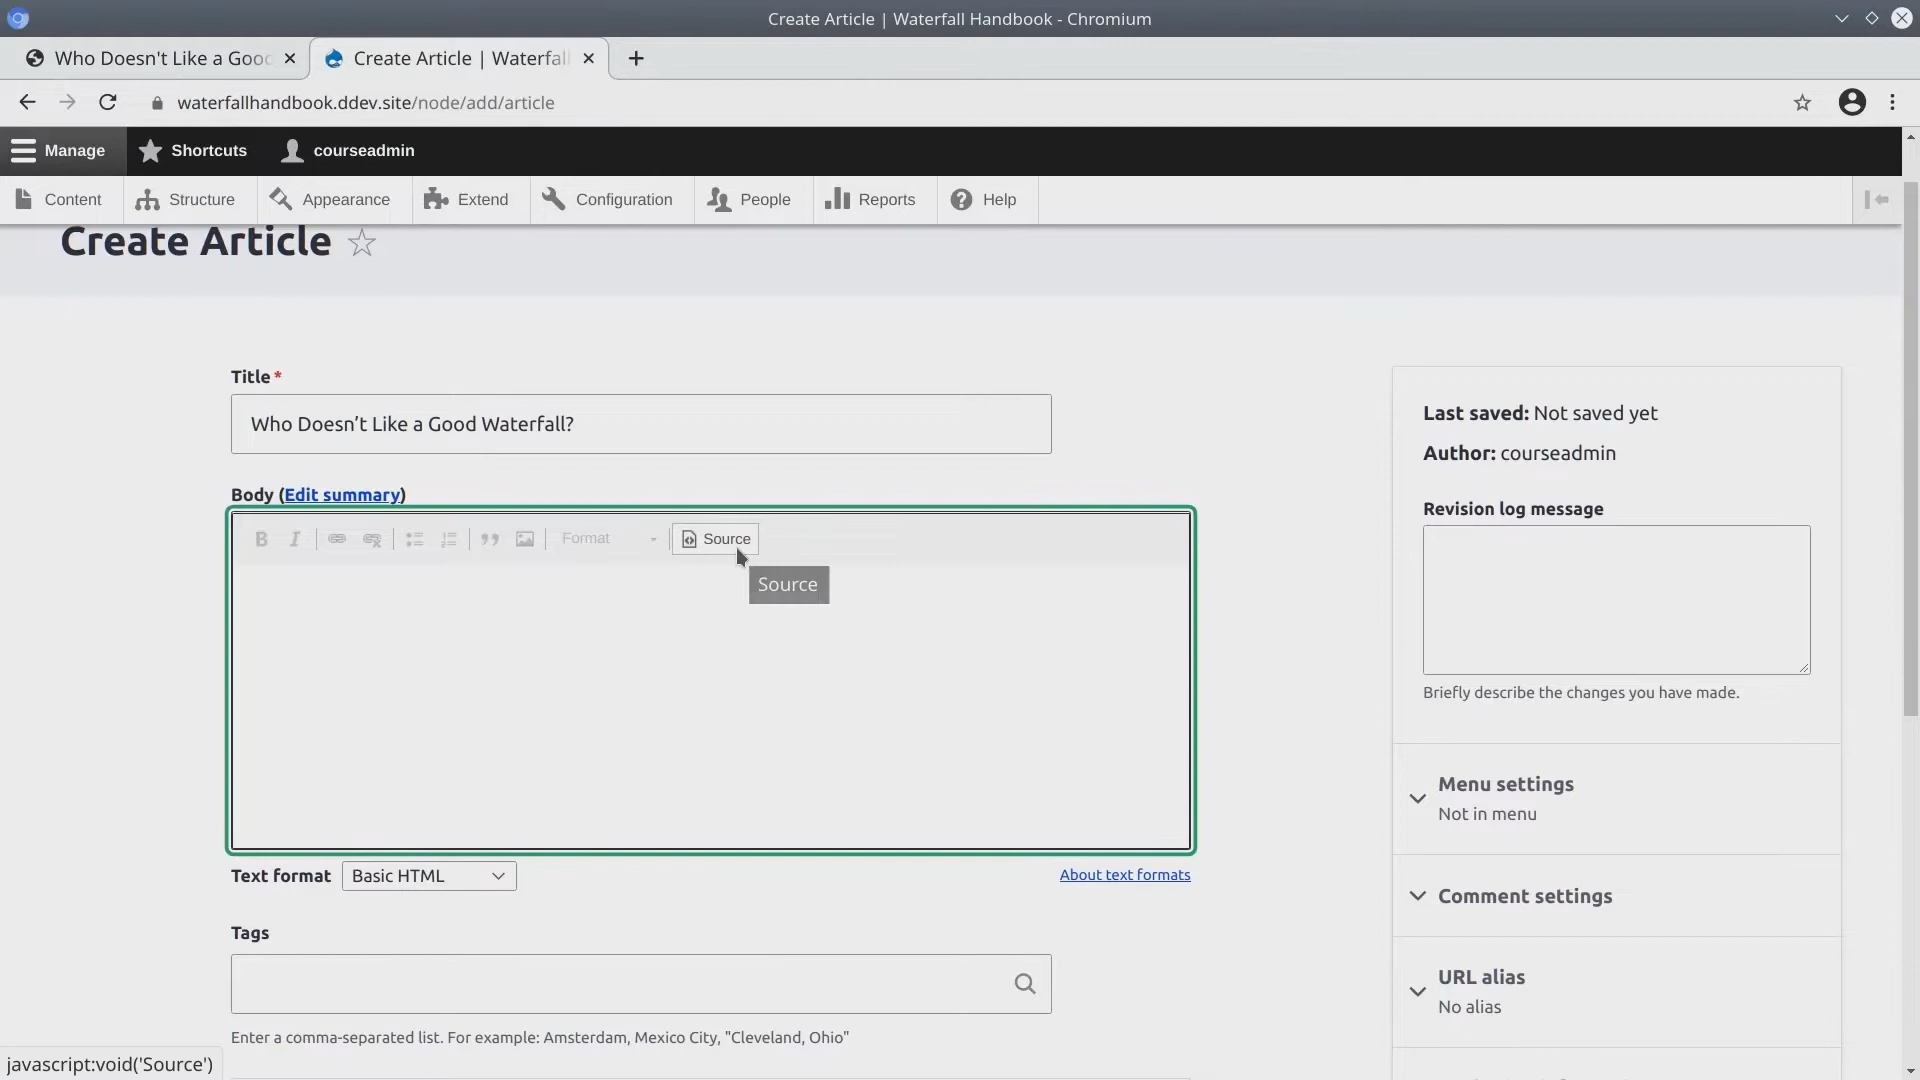 Create Article | Waterfall Handbook - Chromium
Who Doesn't Like a Good
Create Article | Waterfall
waterfallhandbook.ddev.site/node/add/article
Manage
Shortcuts
courseadmin
Content
Structure
Appearance
Extend
Configuration
People
Reports
Help
Create Article
Title *
Who Doesn’t Like a Good Waterfall?
Body (Edit summary)
B I
Format
Source
Source
Text format
Basic HTML
About text formats
Tags
Enter a comma-separated list. For example: Amsterdam, Mexico City, "Cleveland, Ohio"
Last saved: Not saved yet
Author: courseadmin
Revision log message
Briefly describe the changes you have made.
Menu settings
Not in menu
Comment settings
URL alias
No alias
javascript:void('Source')